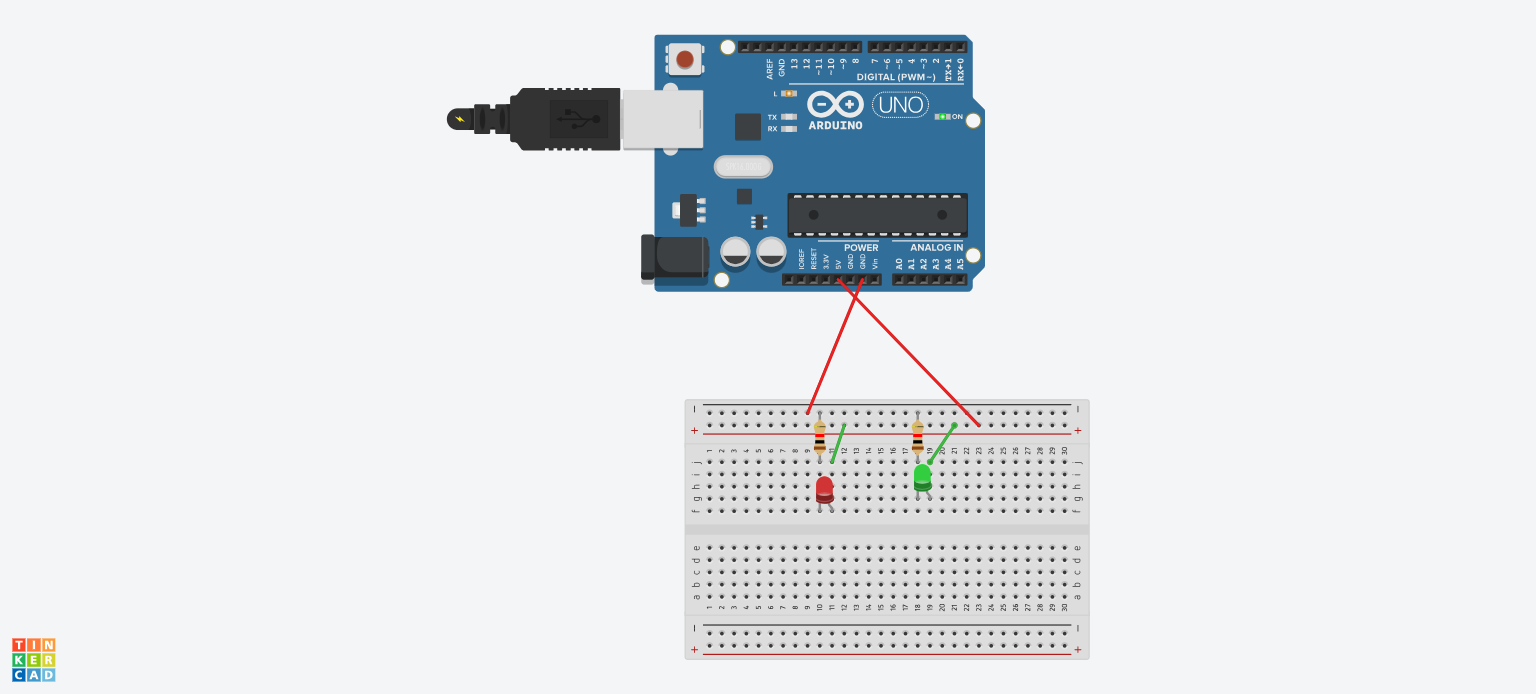 AREF
GND
13
12
~11
~10
~9
8
7
~6
~5
4
~3
2
TX→1
RX←0
DIGITAL (PWM~)
L
TX
RX
ARDUINO
UNO
ON
POWER
ANALOG IN
IOREF
RESET
3.3V
5V
GND
GND
Vin
A0
A1
A2
A3
A4
A5
1 2 3 4 5 6 7 8 9 10 11 12 13 14 15 16 17 18 19 20 21 22 23 24 25 26 27 28 29 30
j j
i i
h h
g g
f f
e e
d d
c c
b b
a a
1 2 3 4 5 6 7 8 9 10 11 12 13 14 15 16 17 18 19 20 21 22 23 24 25 26 27 28 29 30
TIN
KER
CAD